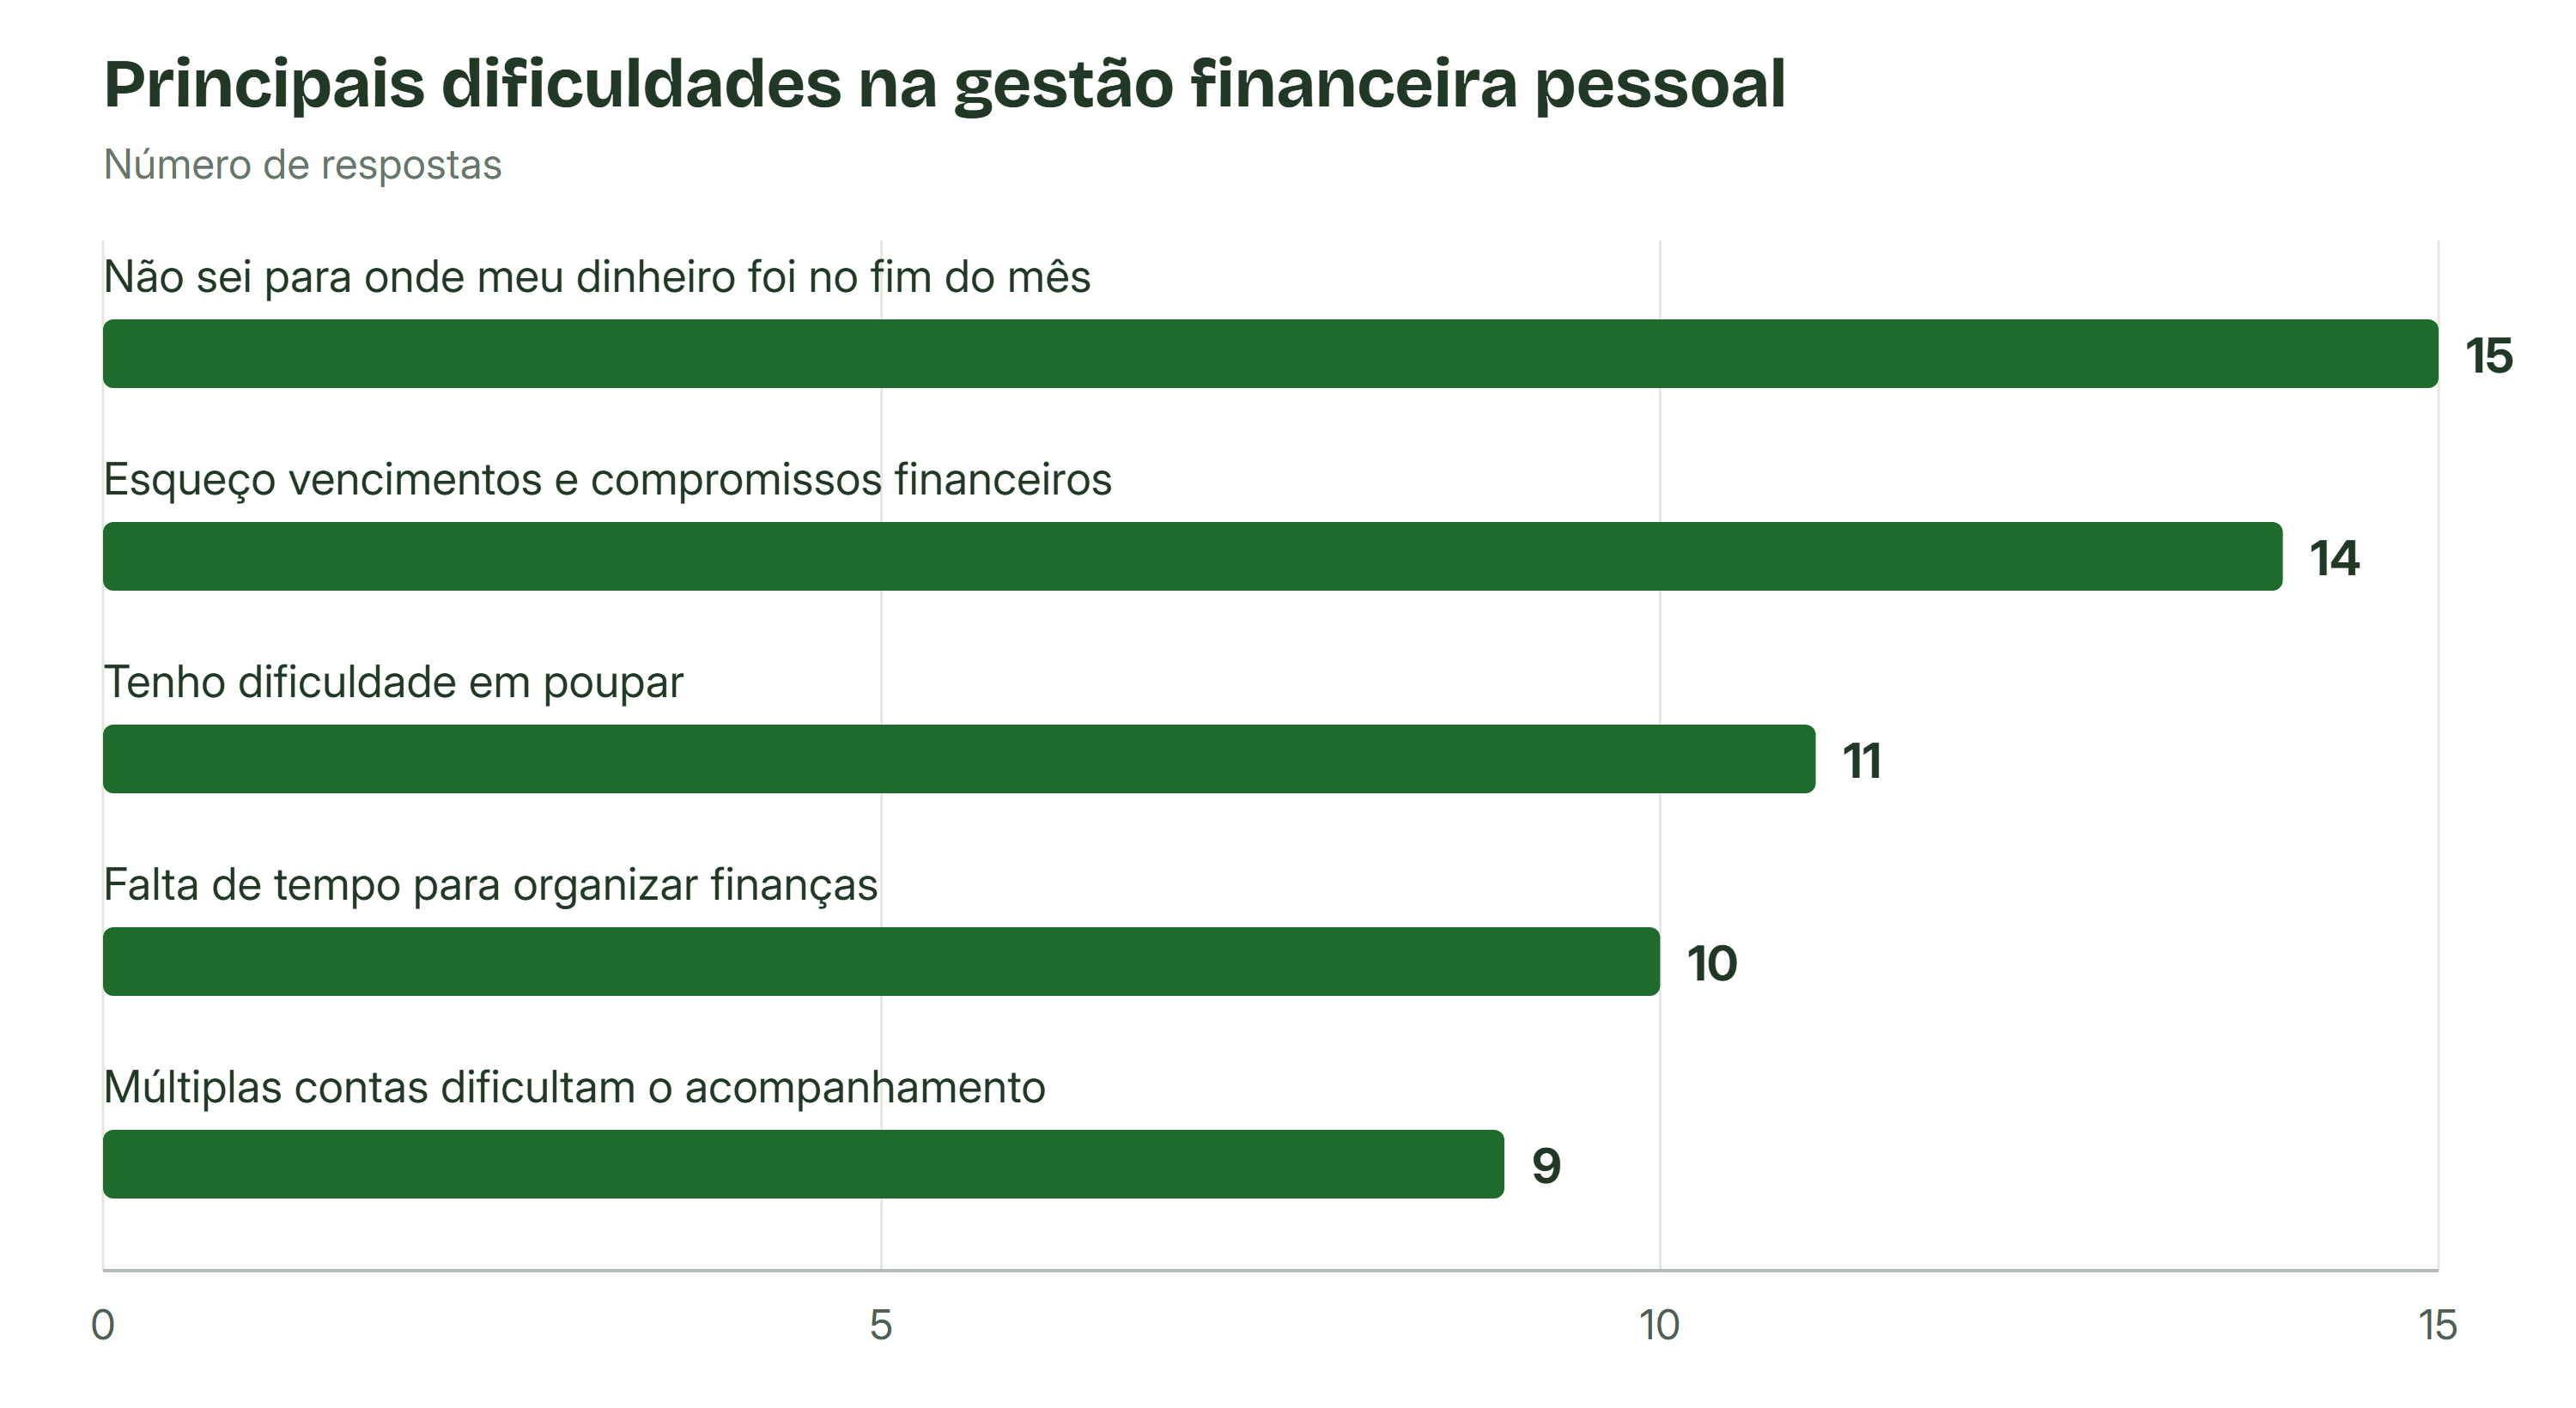 Principais dificuldades na gestão financeira pessoal
Número de respostas
Não sei para onde meu dinheiro foi no fim do mês
15
Esqueço vencimentos e compromissos financeiros
14
Tenho dificuldade em poupar
11
Falta de tempo para organizar finanças
10
Múltiplas contas dificultam o acompanhamento
9
0 5 10 15